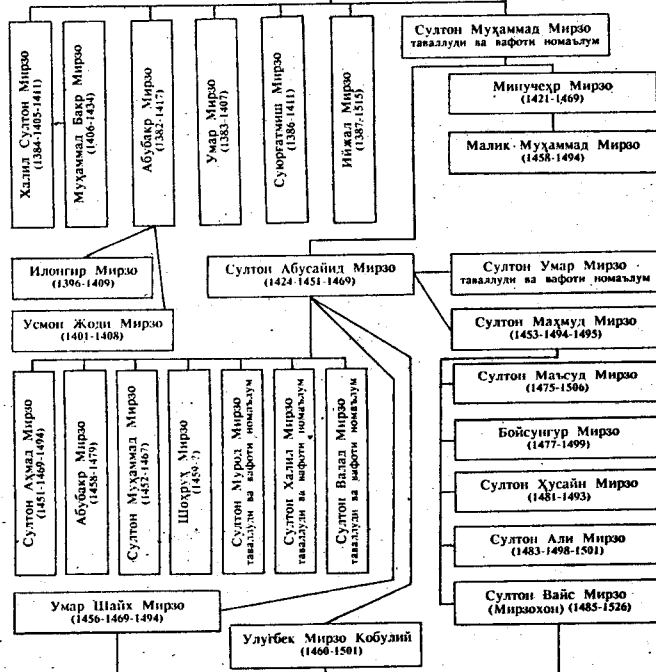 Халил Султон Мирзо
(1384-1405-1411)
Муҳаммад Бакр Мирзо
(1406-1434)
Абубакр Мирзо
(1382-1417)
Умар Мирзо
(1383-1407)
Суюрғатмиш Мирзо
(1386-1411)
Ийжал Мирзо
(1387-1515)
Султон Муҳаммад Мирзо
таваллуди ва вафоти номаълум
Минучеҳр Мирзо
(1421-1469)
Малик Муҳаммад Мирзо
(1458-1494)
Илонгир Мирзо
(1396-1409)
Усмон Жоди Мирзо
(1401-1408)
Султон Абусайид Мирзо
(1424-1451-1469)
Султон Умар Мирзо
таваллуди ва вафоти номаълум
Султон Маҳмуд Мирзо
(1453-1494-1495)
Султон Аҳмад Мирзо
(1451-1469-1494)
Абубакр Мирзо
(1458-1479)
Султон Муҳаммад Мирзо
(1452-1467)
Шоҳруҳ Мирзо
(1459-?)
Султон Мурод Мирзо
таваллуди ва вафоти номаълум
Султон Халил Мирзо
таваллуди ва вафоти номаълум
Султон Валад Мирзо
таваллуди ва вафоти номаълум
Султон Маъсуд Мирзо
(1475-1506)
Бойсунгур Мирзо
(1477-1499)
Султон Ҳусайн Мирзо
(1481-1493)
Султон Али Мирзо
(1483-1498-1501)
Султон Вайс Мирзо
(Мирзохон) (1485-1526)
Умар Шайх Мирзо
(1456-1469-1494)
Улуғбек Мирзо Кобулий
(1460-1501)